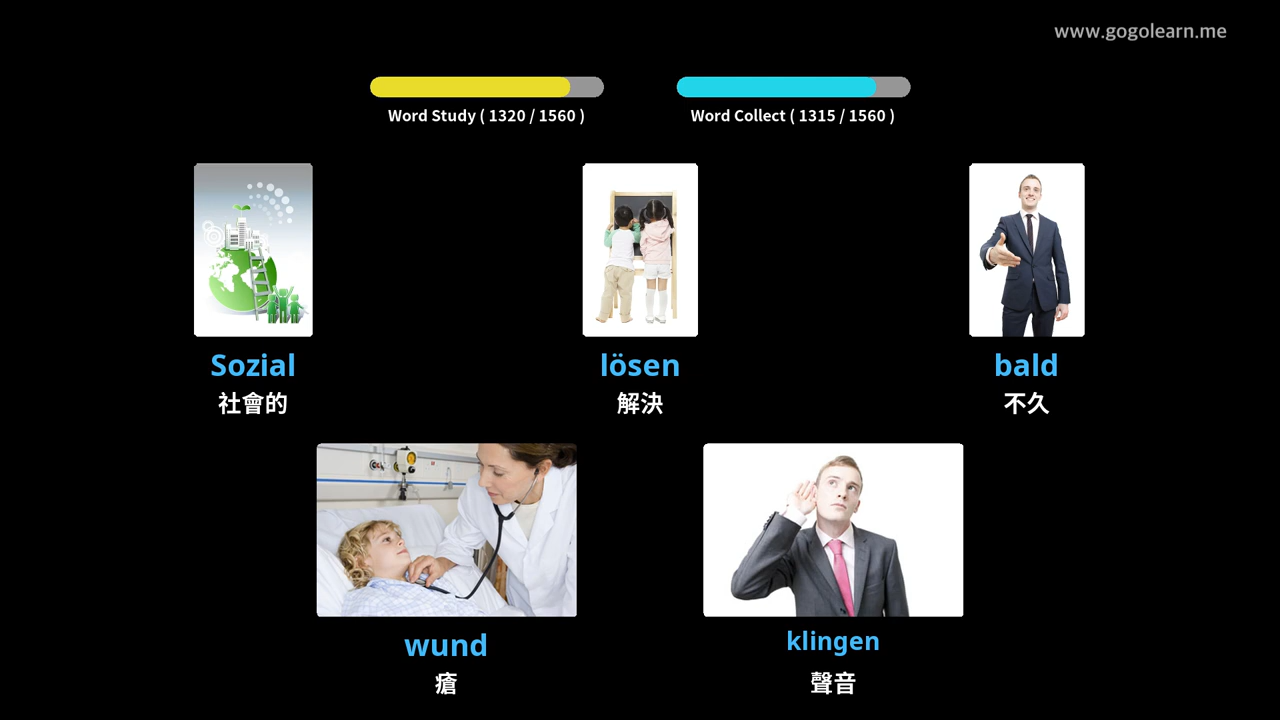 www.gogolearn.me
Word Study ( 1320 / 1560 )
Word Collect ( 1315 / 1560 )
Sozial
社會的
lösen
解決
bald
不久
wund
瘡
klingen
聲音